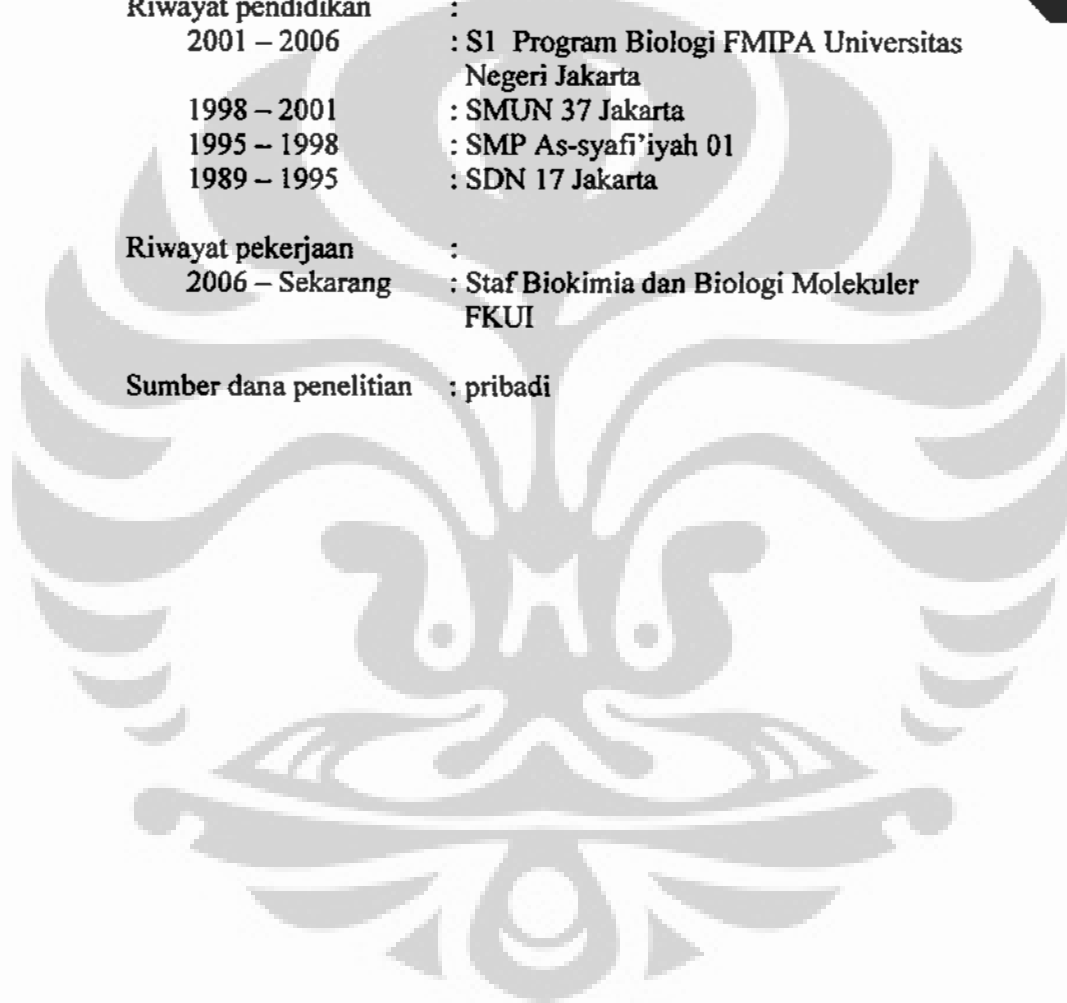 Riwayat pendidikan :
2001 – 2006 : S1 Program Biologi FMIPA Universitas
Negeri Jakarta
1998 – 2001 : SMUN 37 Jakarta
1995 – 1998 : SMP As-syafi'iyah 01
1989 – 1995 : SDN 17 Jakarta
Riwayat pekerjaan :
2006 – Sekarang : Staf Biokimia dan Biologi Molekuler
FKUI
Sumber dana penelitian : pribadi